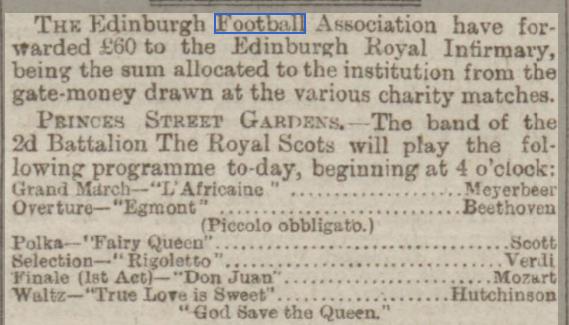 THE Edinburgh Football Association have for-
warded £60 to the Edinburgh Royal Infirmary,
being the sum allocated to the institution from the
gate-money drawn at the various charity matches.
PRINCES STREET GARDENS.—The band of the
2d Battalion The Royal Scots will play the fol-
lowing programme to-day, beginning at 4 o'clock:
Grand March—"L'Africaine" ........................Meyerbeer
Overture—"Egmont" ................................Beethoven
(Piccolo obbligato.)
Polka—"Fairy Queen"....................................Scott
Selection—"Rigoletto"...................................Verdi
Finale (1st Act)—"Don Juan"..........................Mozart
Waltz—"True Love is Sweet"....................Hutchinson
"God Save the Queen."